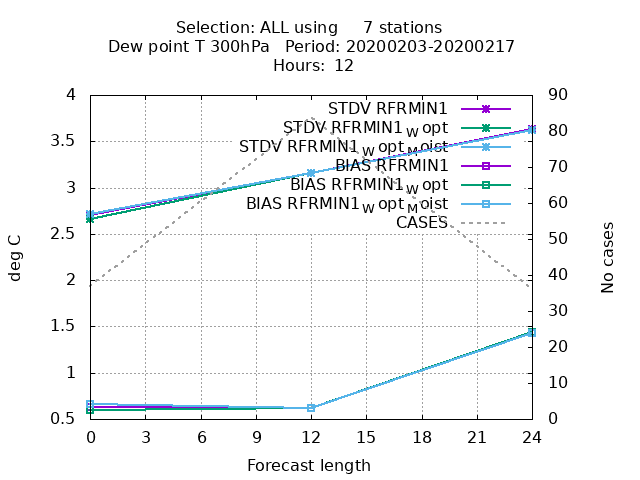 Selection: ALL using     7 stations
Dew point T 300hPa   Period: 20200203-20200217
Hours: 12
4
3.5
3
2.5
2
1.5
1
0.5
deg C
90
80
70
60
50
40
30
20
10
0
No cases
STDV RFRMIN1
STDV RFRMIN1_W opt
STDV RFRMIN1_W opt_M oist
BIAS RFRMIN1
BIAS RFRMIN1_W opt
BIAS RFRMIN1_W opt_M oist
CASES
0 3 6 9 12 15 18 21 24
Forecast length